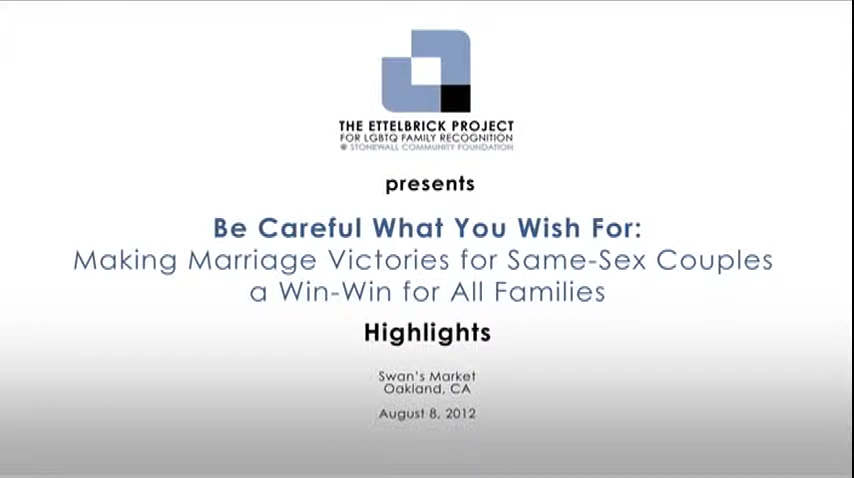 THE ETTELBRICK PROJECT
FOR LGBTQ FAMILY RECOGNITION
@ STONEWALL COMMUNITY FOUNDATION
presents
Be Careful What You Wish For:
Making Marriage Victories for Same-Sex Couples
a Win-Win for All Families
Highlights
Swan's Market
Oakland, CA
August 8, 2012